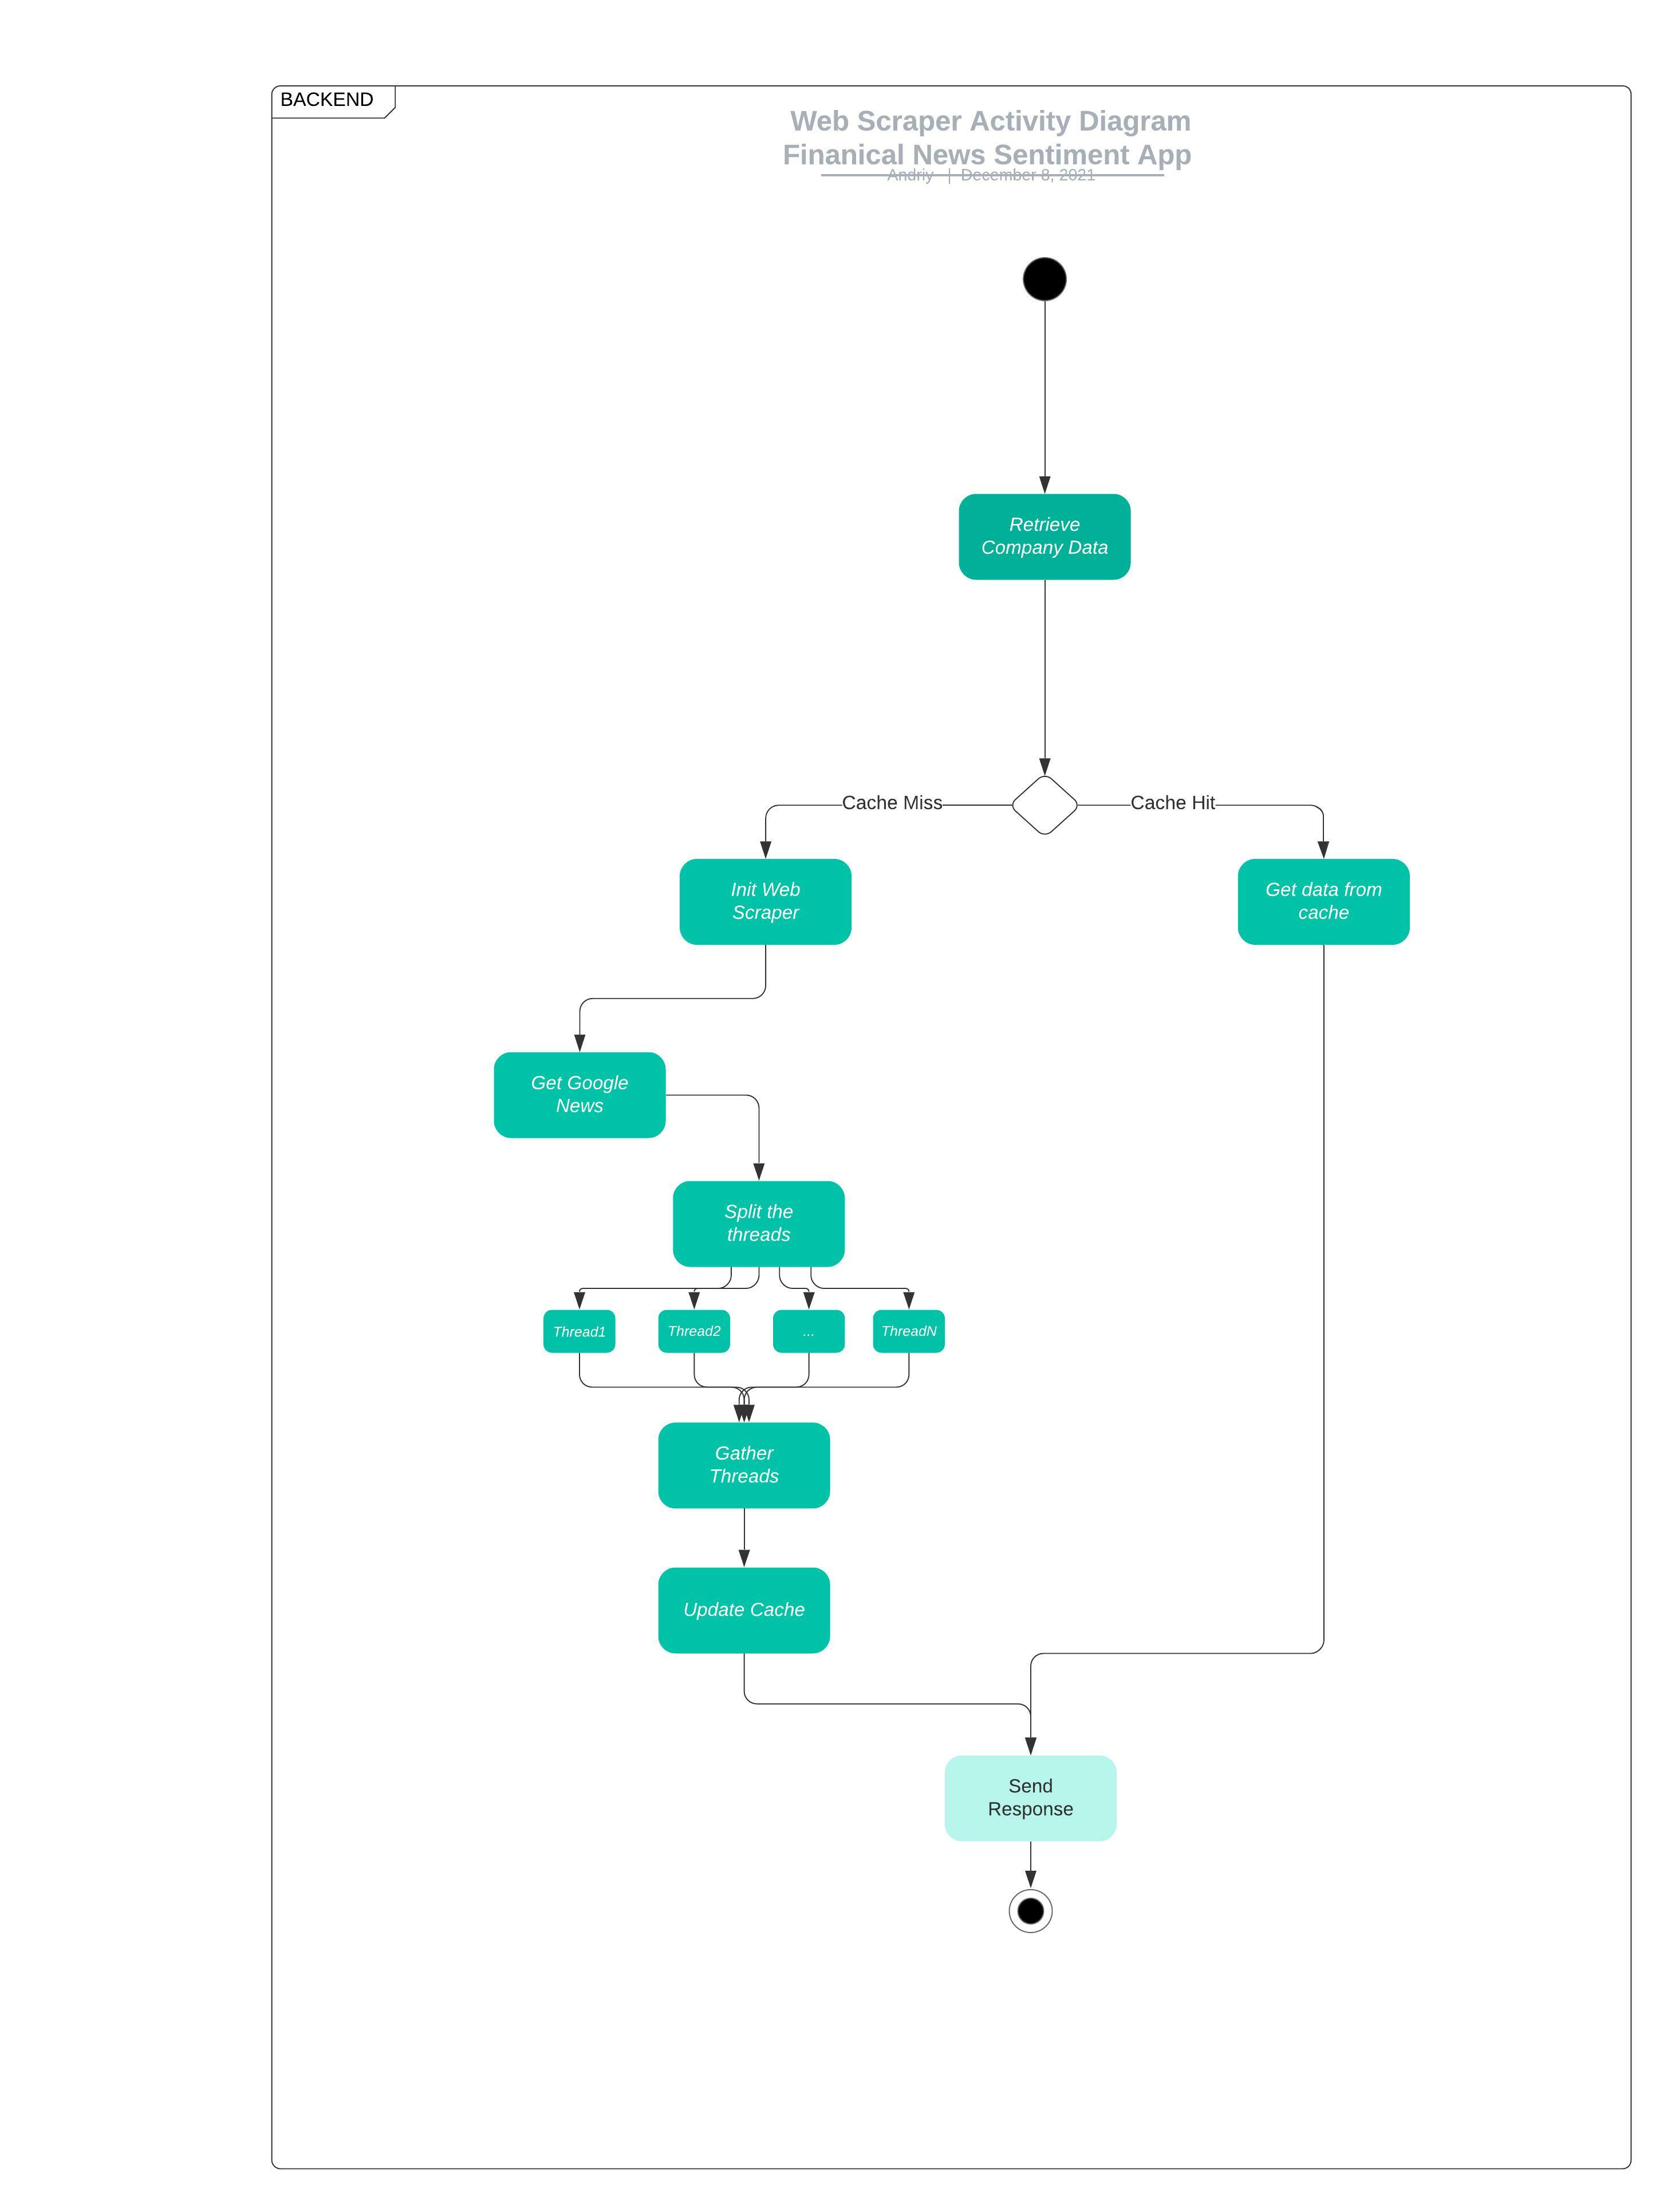 BACKEND
Web Scraper Activity Diagram
Finanical News Sentiment App
Andriy | December 8, 2021
Retrieve
Company Data
Cache Miss
Cache Hit
Init Web
Scraper
Get data from
cache
Get Google
News
Split the
threads
Thread1
Thread2
...
ThreadN
Gather
Threads
Update Cache
Send
Response